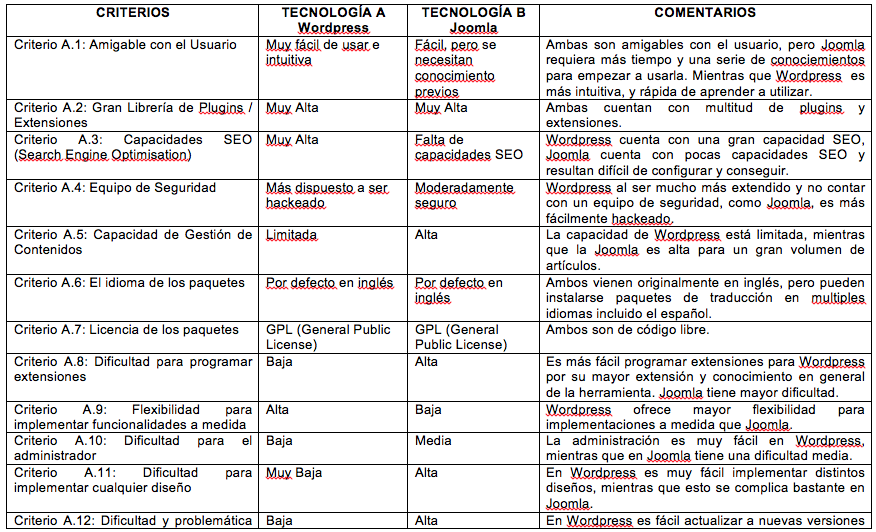 CRITERIOS TECNOLOGÍA A TECNOLOGÍA B COMENTARIOS
Wordpress Joomla
Criterio A.1: Amigable con el Usuario Muy fácil de usar e Fácil, pero se Ambas son amigables con el usuario, pero Joomla
intuitiva necesitan requiera más tiempo y una serie de conociemientos
conocimiento para empezar a usarla. Mientras que Wordpress es
previos más intuitiva, y rápida de aprender a utilizar.
Criterio A.2: Gran Librería de Plugins / Muy Alta Muy Alta Ambas cuentan con multitud de plugins y
Extensiones extensiones.
Criterio A.3: Capacidades SEO Muy Alta Falta de Wordpress cuenta con una gran capacidad SEO,
(Search Engine Optimisation) capacidades SEO Joomla cuenta con pocas capacidades SEO y
resultan difícil de configurar y conseguir.
Criterio A.4: Equipo de Seguridad Más dispuesto a ser Moderadamente Wordpress al ser mucho más extendido y no contar
hackeado seguro con un equipo de seguridad, como Joomla, es más
fácilmente hackeado.
Criterio A.5: Capacidad de Gestión de Limitada Alta La capacidad de Wordpress está limitada, mientras
Contenidos que la Joomla es alta para un gran volumen de
artículos.
Criterio A.6: El idioma de los paquetes Por defecto en inglés Por defecto en Ambos vienen originalmente en inglés, pero pueden
inglés instalarse paquetes de traducción en multiples
idiomas incluido el español.
Criterio A.7: Licencia de los paquetes GPL (General Public GPL (General Ambos son de código libre.
License) Public License)
Criterio A.8: Dificultad para programar Baja Alta Es más fácil programar extensiones para Wordpress
extensiones por su mayor extensión y conocimiento en general
de la herramienta. Joomla tiene mayor dificultad.
Criterio A.9: Flexibilidad para Alta Baja Wordpress ofrece mayor flexibilidad para
implementar funcionalidades a medida implementaciones a medida que Joomla.
Criterio A.10: Dificultad para el Baja Media La administración es muy fácil en Wordpress,
administrador mientras que en Joomla tiene una dificultad media.
Criterio A.11: Dificultad para Muy Baja Alta En Wordpress es muy fácil implementar distintos
implementar cualquier diseño diseños, mientras que esto se complica bastante en
Joomla.
Criterio A.12: Dificultad y problemática Baja Alta En Wordpress es fácil actualizar a nuevas versiones